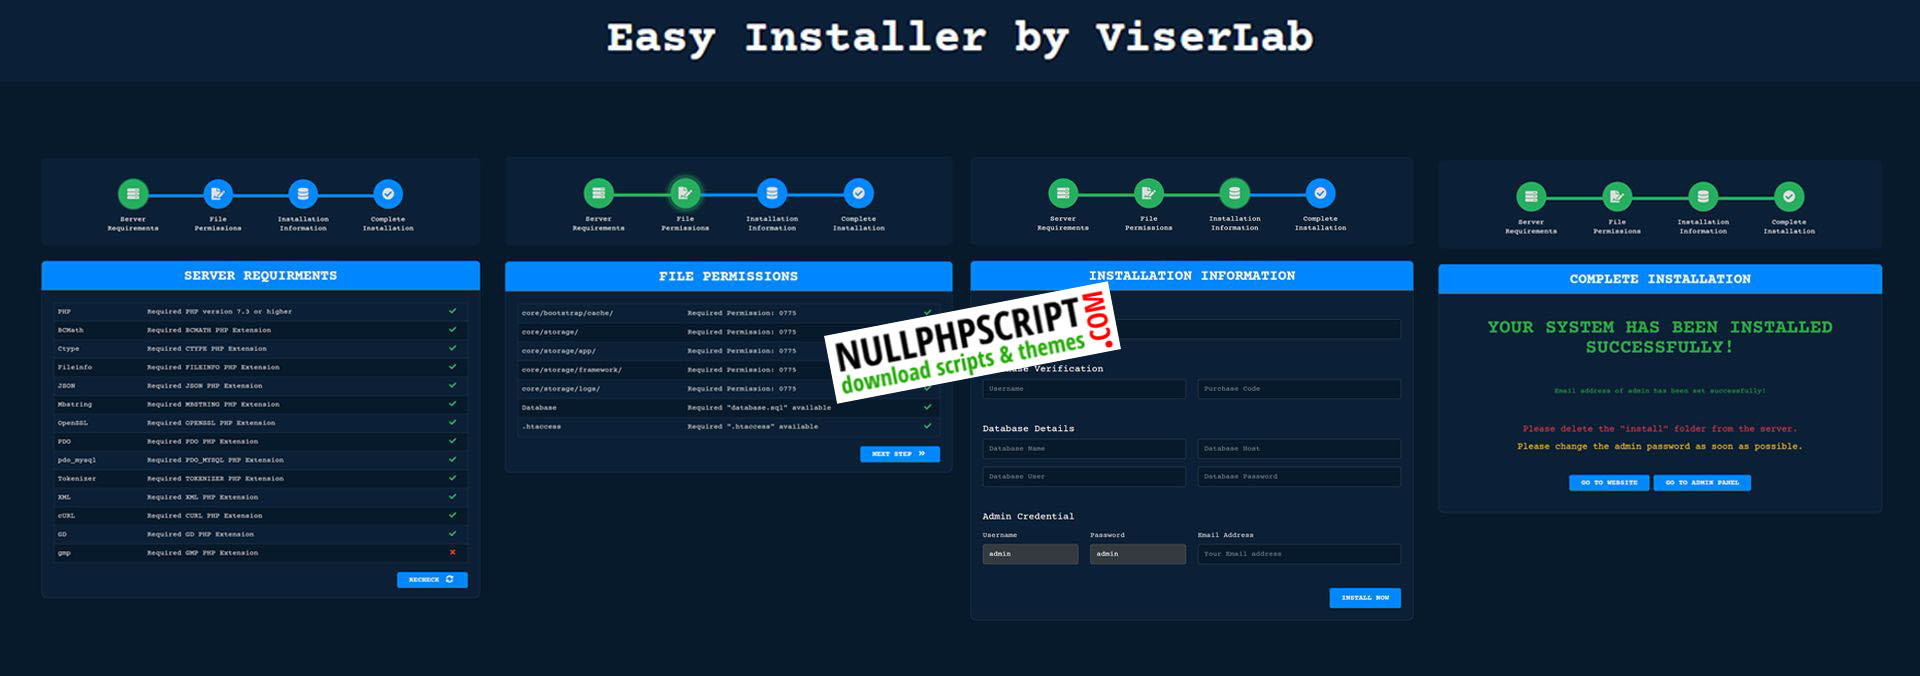 Easy Installer by ViserLab
Server
Requirements
File
Permissions
Installation
Information
Complete
Installation
SERVER REQUIRMENTS
PHP Required PHP version 7.3 or higher
BCMath Required BCMATH PHP Extension
Ctype Required CTYPE PHP Extension
Fileinfo Required FILEINFO PHP Extension
JSON Required JSON PHP Extension
Mbstring Required MBSTRING PHP Extension
OpenSSL Required OPENSSL PHP Extension
PDO Required PDO PHP Extension
pdo_mysql Required PDO_MYSQL PHP Extension
Tokenizer Required TOKENIZER PHP Extension
XML Required XML PHP Extension
cURL Required CURL PHP Extension
GD Required GD PHP Extension
gmp Required GMP PHP Extension
RECHECK
Server
Requirements
File
Permissions
Installation
Information
Complete
Installation
FILE PERMISSIONS
core/bootstrap/cache/ Required Permission: 0775
core/storage/ Required Permission: 0775
core/storage/app/ Required Permission: 0775
core/storage/framework/ Required Permission: 0775
core/storage/logs/ Required Permission: 0775
Database Required "database.sql" available
.htaccess Required ".htaccess" available
NEXT STEP
NULLPHPSCRIPT.COM
download scripts & themes
Server
Requirements
File
Permissions
Installation
Information
Complete
Installation
INSTALLATION INFORMATION
Verification
Username Purchase Code
Database Details
Database Name Database Host
Database User Database Password
Admin Credential
Username Password Email Address
admin admin Your Email address
INSTALL NOW
Server
Requirements
File
Permissions
Installation
Information
Complete
Installation
COMPLETE INSTALLATION
YOUR SYSTEM HAS BEEN INSTALLED
SUCCESSFULLY!
Email address of admin has been set successfully!
Please delete the "install" folder from the server.
Please change the admin password as soon as possible.
GO TO WEBSITE GO TO ADMIN PANEL